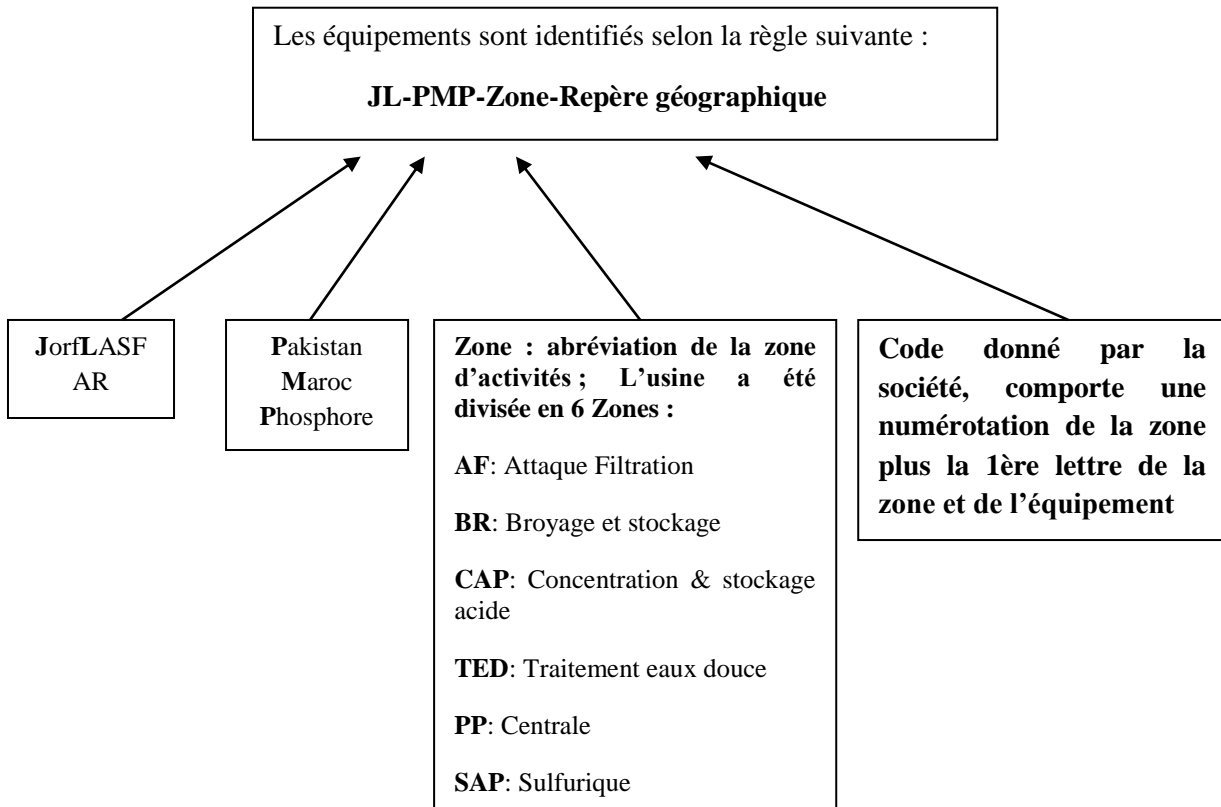 Les équipements sont identifiés selon la règle suivante :
JL-PMP-Zone-Repère géographique
JorfLASF
AR
Pakistan
Maroc
Phosphore
Zone : abréviation de la zone
d’activités ; L’usine a été
divisée en 6 Zones :
AF: Attaque Filtration
BR: Broyage et stockage
CAP: Concentration & stockage
acide
TED: Traitement eaux douce
PP: Centrale
SAP: Sulfurique
Code donné par la
société, comporte une
numérotation de la zone
plus la 1ère lettre de la
zone et de l’équipement